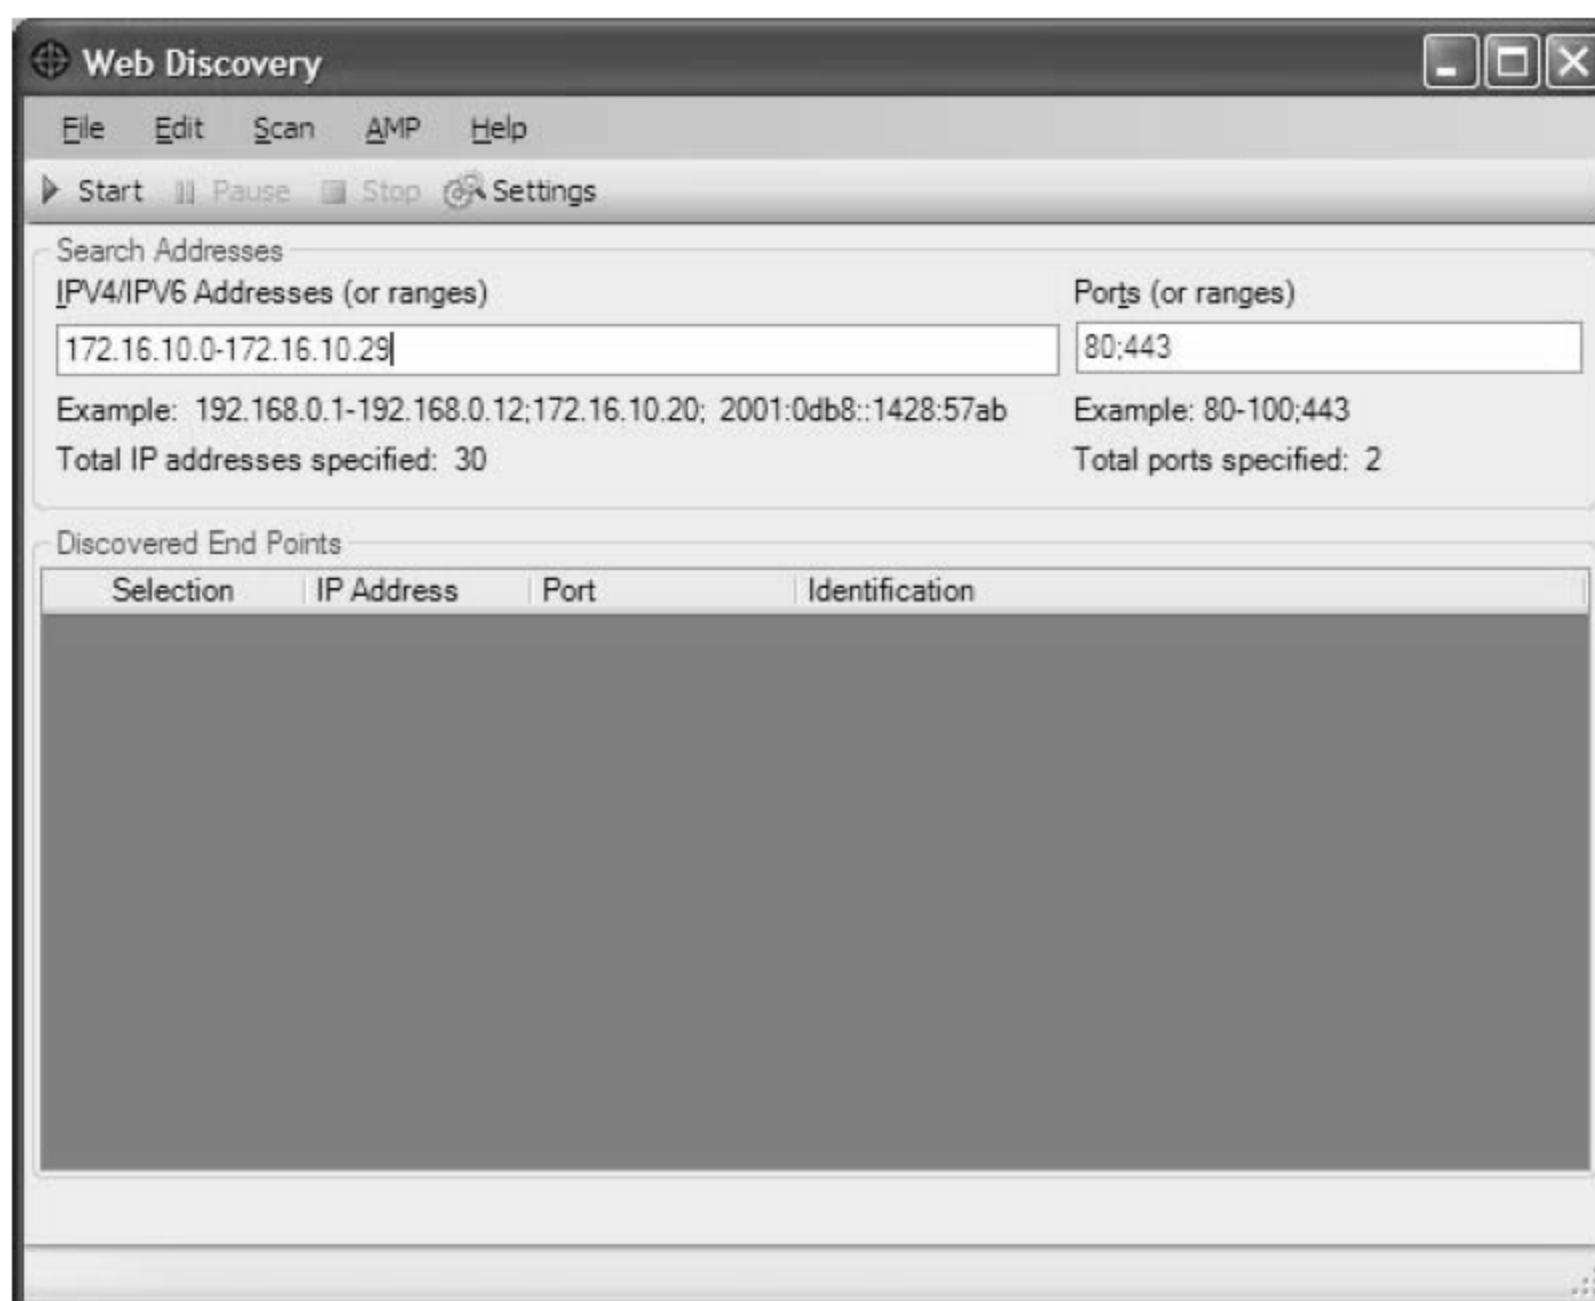 Web Discovery
File Edit Scan AMP Help
Start Pause Stop Settings
Search Addresses
IPV4/IPV6 Addresses (or ranges) Ports (or ranges)
172.16.10.0-172.16.10.29 80;443
Example: 192.168.0.1-192.168.0.12;172.16.10.20; 2001:0db8::1428:57ab Example: 80-100;443
Total IP addresses specified: 30 Total ports specified: 2
Discovered End Points
Selection IP Address Port Identification